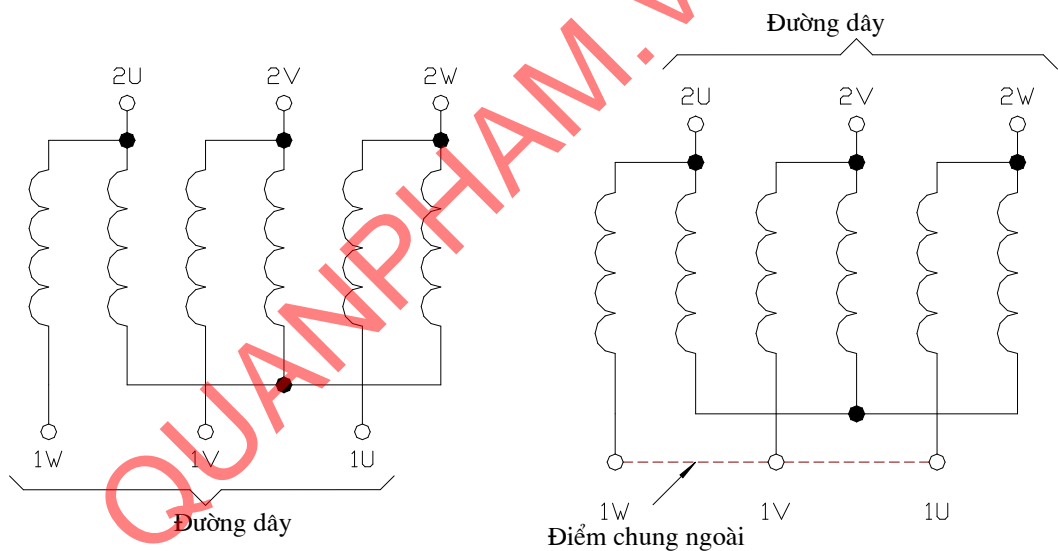 Đường dây
2U 2V 2W
2U 2V 2W
1W 1V 1U
Đường dây
1W 1V 1U
Điểm chung ngoài
QUANPHAM.V